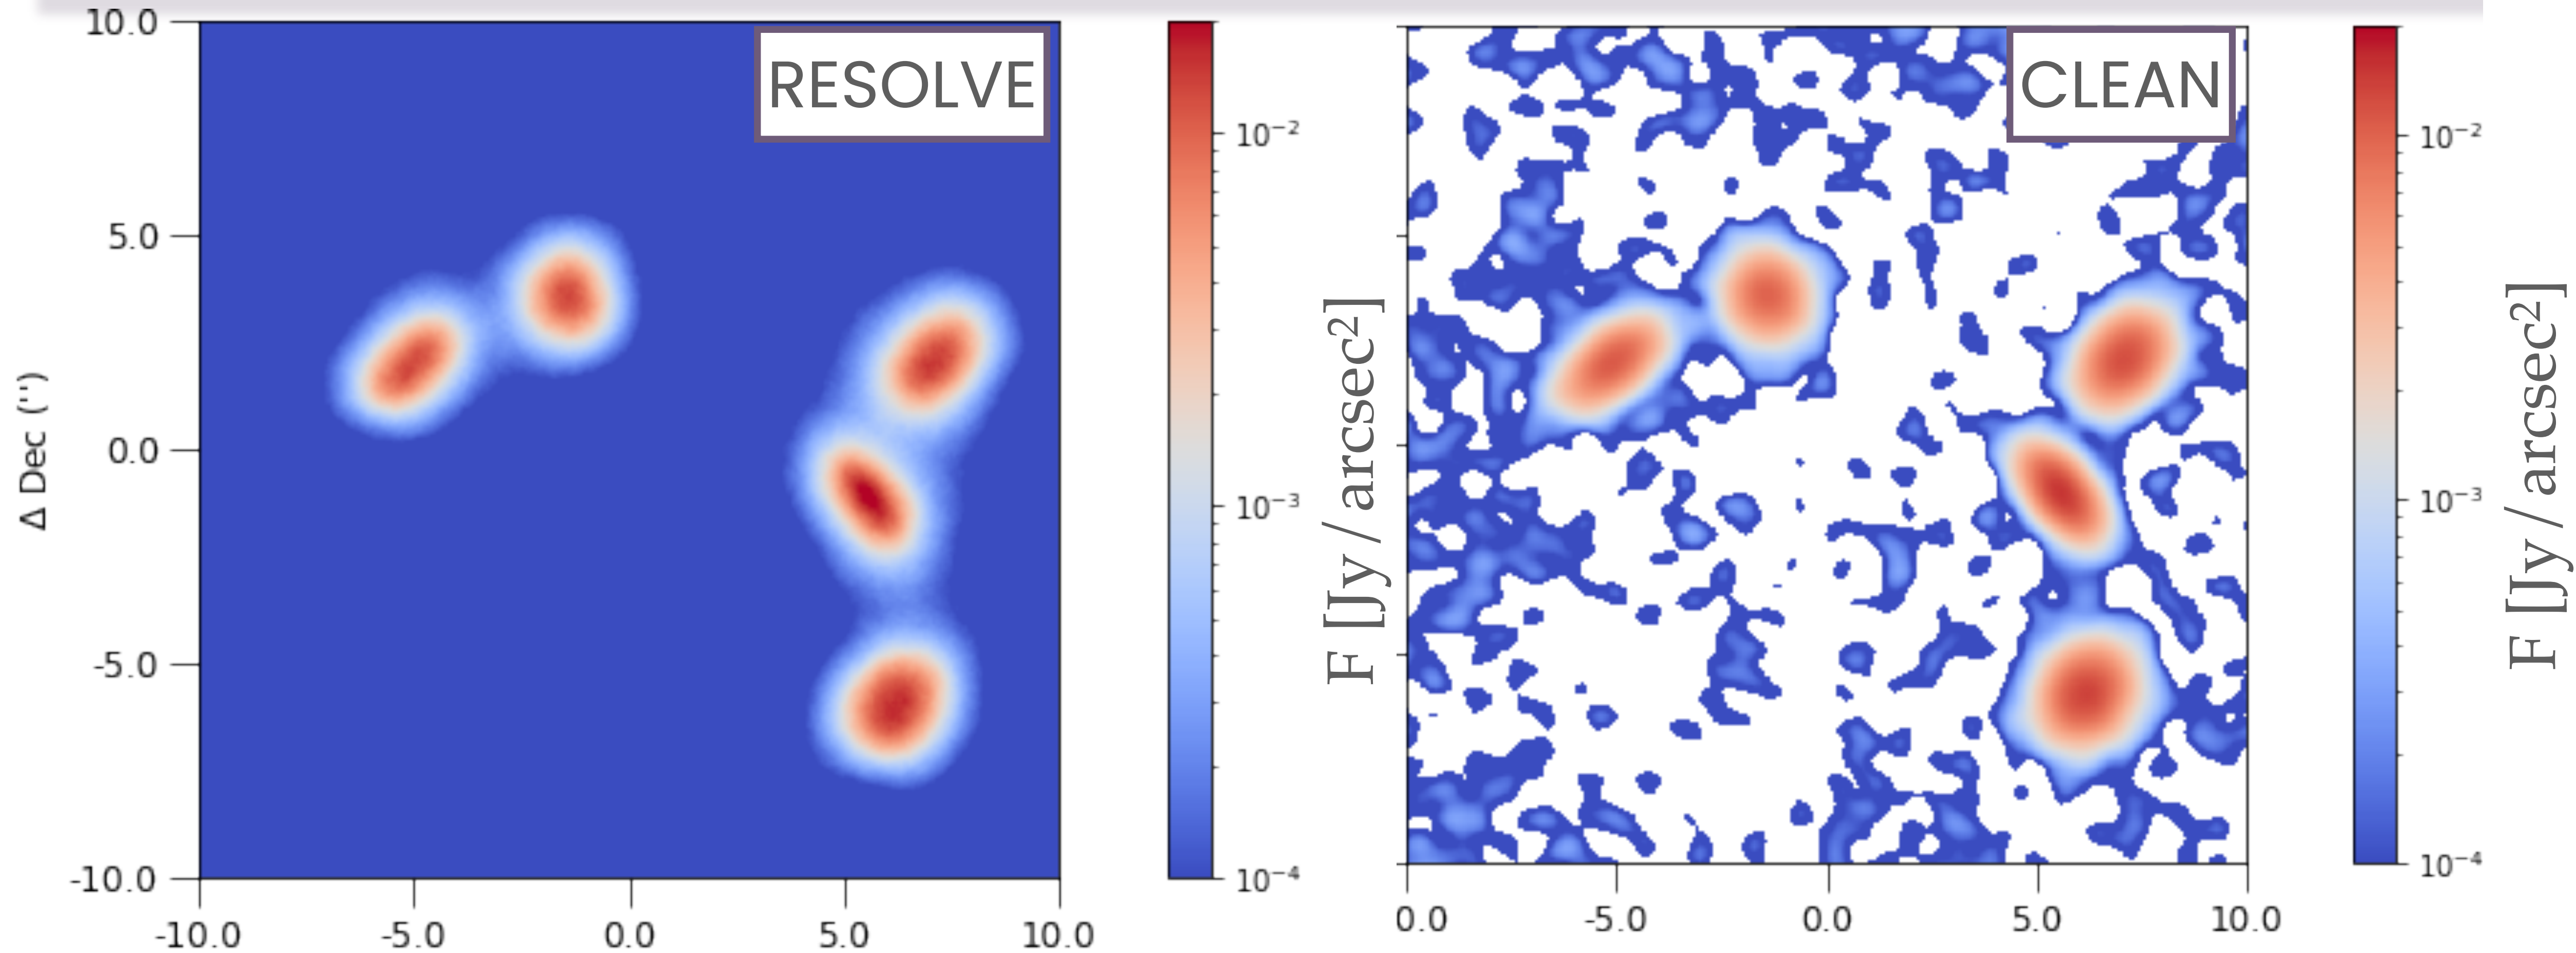 RESOLVE
Δ Dec ('')
10.0
5.0
0.0
-5.0
-10.0
-10.0 -5.0 0.0 5.0 10.0
10⁻²
10⁻³
10⁻⁴
F [Jy / arcsec²]
CLEAN
0.0 -5.0 0.0 5.0 10.0
10⁻²
10⁻³
10⁻⁴
F [Jy / arcsec²]